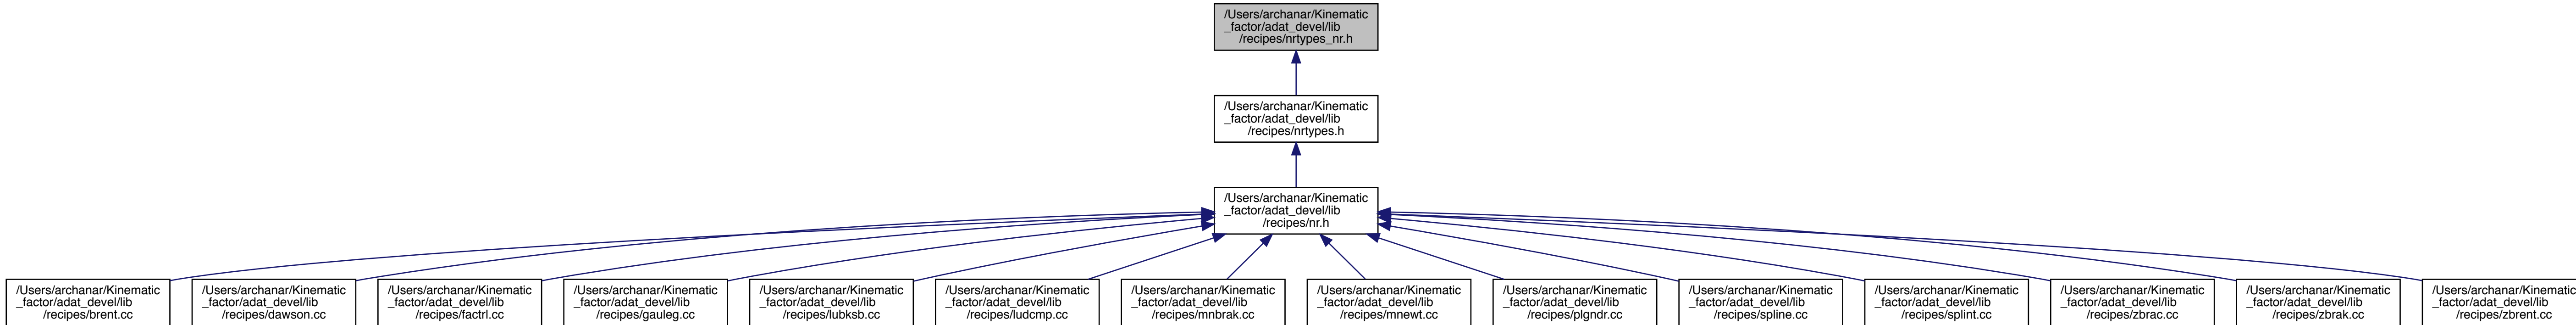 /Users/archanar/Kinematic
_factor/adat_devel/lib
/recipes/nrtypes_nr.h
/Users/archanar/Kinematic
_factor/adat_devel/lib
/recipes/nrtypes.h
/Users/archanar/Kinematic
_factor/adat_devel/lib
/recipes/nr.h
/Users/archanar/Kinematic
_factor/adat_devel/lib
/recipes/brent.cc
/Users/archanar/Kinematic
_factor/adat_devel/lib
/recipes/dawson.cc
/Users/archanar/Kinematic
_factor/adat_devel/lib
/recipes/factrl.cc
/Users/archanar/Kinematic
_factor/adat_devel/lib
/recipes/gauleg.cc
/Users/archanar/Kinematic
_factor/adat_devel/lib
/recipes/lubksb.cc
/Users/archanar/Kinematic
_factor/adat_devel/lib
/recipes/ludcmp.cc
/Users/archanar/Kinematic
_factor/adat_devel/lib
/recipes/mnbrak.cc
/Users/archanar/Kinematic
_factor/adat_devel/lib
/recipes/mnewt.cc
/Users/archanar/Kinematic
_factor/adat_devel/lib
/recipes/plgndr.cc
/Users/archanar/Kinematic
_factor/adat_devel/lib
/recipes/spline.cc
/Users/archanar/Kinematic
_factor/adat_devel/lib
/recipes/splint.cc
/Users/archanar/Kinematic
_factor/adat_devel/lib
/recipes/zbrac.cc
/Users/archanar/Kinematic
_factor/adat_devel/lib
/recipes/zbrak.cc
/Users/archanar/Kinematic
_factor/adat_devel/lib
/recipes/zbrent.cc